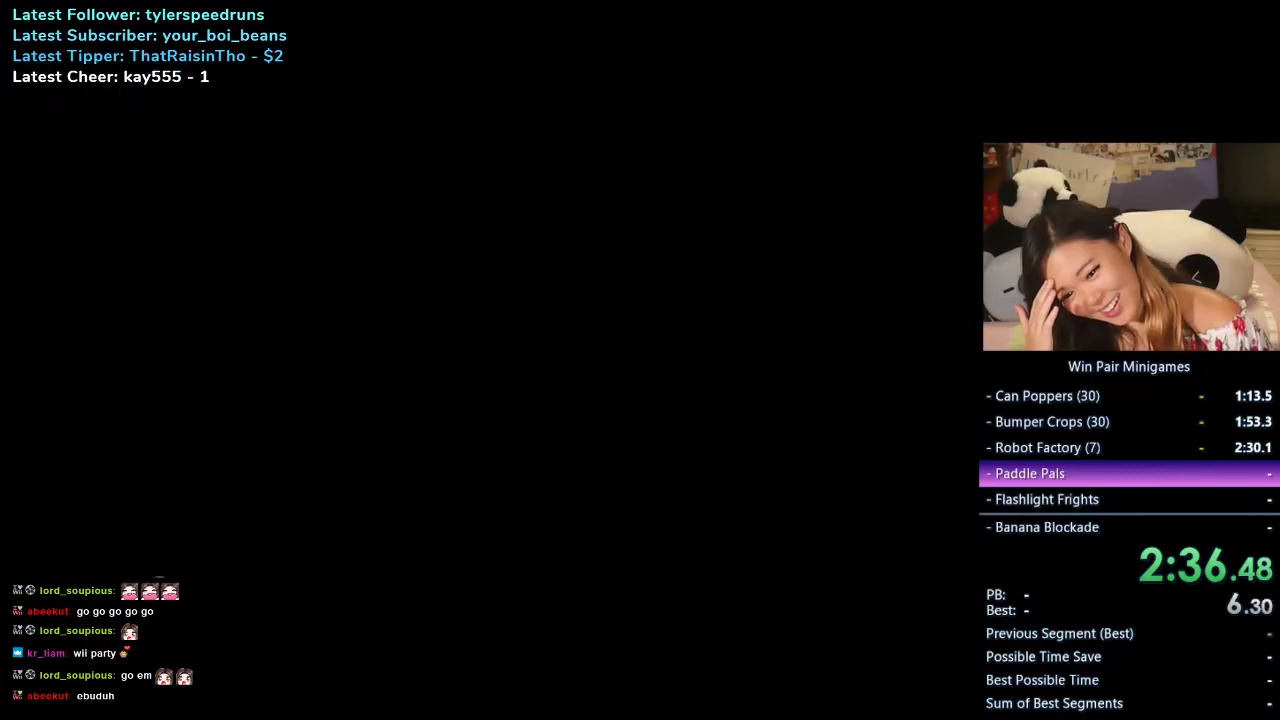 Latest Follower: tylerspeedruns
Latest Subscriber: your_boi_beans
Latest Tipper: ThatRaisinTho - $2
Latest Cheer: kay555 - 1
Win Pair Minigames
- Can Poppers (30) - 1:13.5
- Bumper Crops (30) - 1:53.3
- Robot Factory (7) - 2:30.1
- Paddle Pals -
- Flashlight Frights -
- Banana Blockade -
2:36.48
PB: -
Best: - 6.30
Previous Segment (Best) -
Possible Time Save -
Best Possible Time -
Sum of Best Segments -
lord_soupious:
abeekut: go go go go go
lord_soupious:
kr_liam: wii party
lord_soupious: go em
abeekut: ebuduh